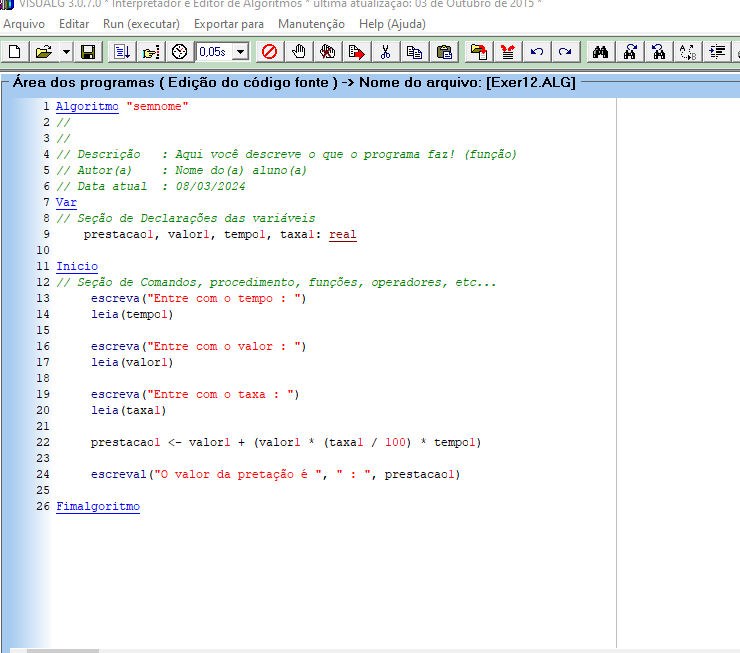 VISUALG 3.0.7.0 * Interpretador e Editor de Algoritmos * última atualização: 03 de Outubro de 2015 *
Arquivo Editar Run (executar) Exportar para Manutenção Help (Ajuda)
0,05s
Área dos programas ( Edição do código fonte ) -> Nome do arquivo: [Exer12.ALG]
1 Algoritmo "semnome"
2 //
3 //
4 // Descrição : Aqui você descreve o que o programa faz! (função)
5 // Autor(a) : Nome do(a) aluno(a)
6 // Data atual : 08/03/2024
7 Var
8 // Seção de Declarações das variáveis
9 prestacao1, valor1, tempo1, taxa1: real
10
11 Inicio
12 // Seção de Comandos, procedimento, funções, operadores, etc...
13 escreva("Entre com o tempo : ")
14 leia(tempo1)
15
16 escreva("Entre com o valor : ")
17 leia(valor1)
18
19 escreva("Entre com o taxa : ")
20 leia(taxa1)
21
22 prestacao1 <- valor1 + (valor1 * (taxa1 / 100) * tempo1)
23
24 escreval("O valor da pretação é ", " : ", prestacao1)
25
26 Fimalgoritmo